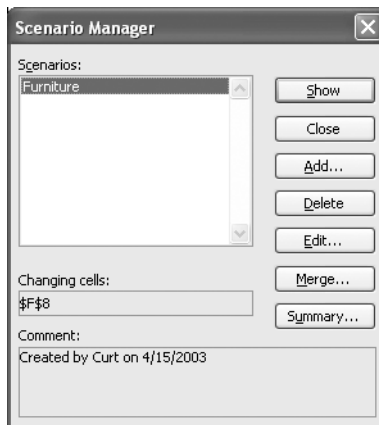 Scenario Manager
Scenarios:
Furniture
Show
Close
Add...
Delete
Edit...
Merge...
Summary...
Changing cells:
$F$8
Comment:
Created by Curt on 4/15/2003